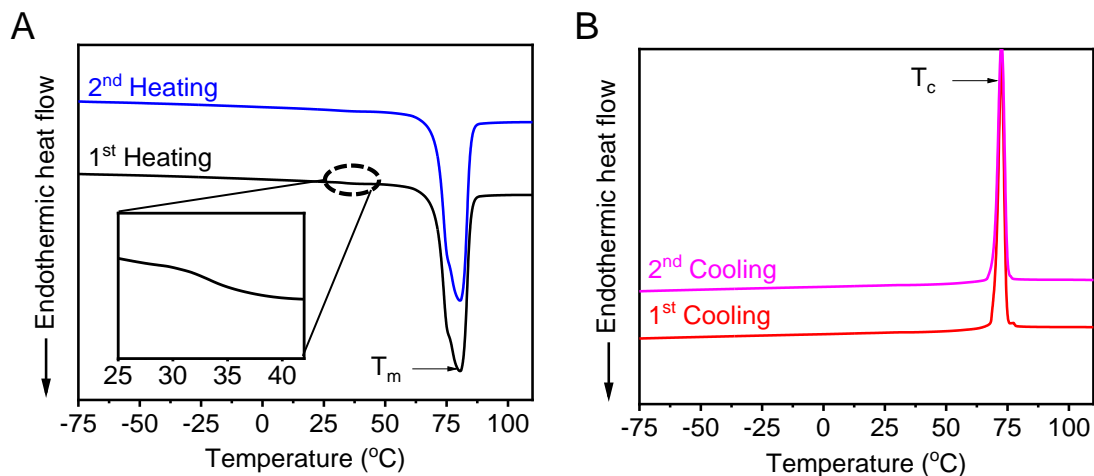 A
Endothermic heat flow
2nd Heating
1st Heating
25 30 35 40
Tm
-75 -50 -25 0 25 50 75 100
Temperature (oC)
B
Endothermic heat flow
Tc
2nd Cooling
1st Cooling
-75 -50 -25 0 25 50 75 100
Temperature (oC)